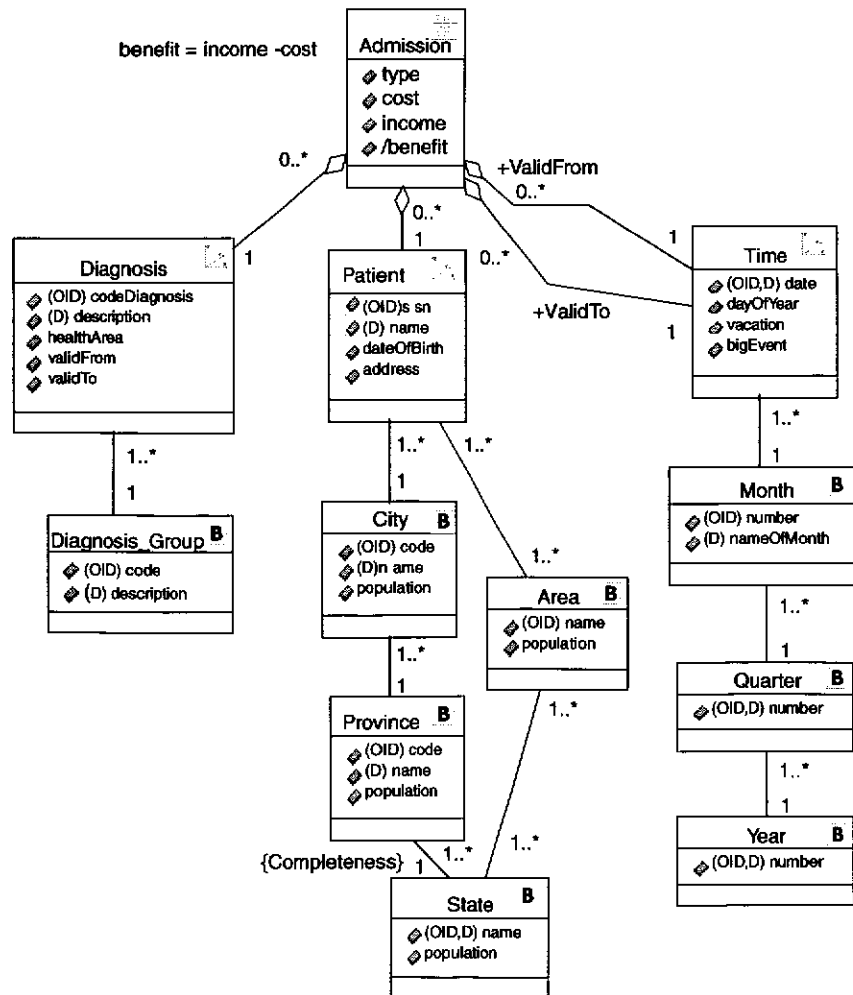 benefit = income -cost
Admission
type
cost
income
/benefit
0..*
+ValidFrom
0..*
0..*
1
1
0..*
1
+ValidTo
1
Diagnosis
(OID) codeDiagnosis
(D) description
healthArea
validFrom
validTo
Patient
(OID)s sn
(D) name
dateOfBirth
address
Time
(OID,D) date
dayOfYear
vacation
bigEvent
1..*
1
1..*
1
1..*
1..*
1..*
1
Diagnosis_Group B
(OID) code
(D) description
City B
(OID) code
(D)n ame
population
Area B
(OID) name
population
Month B
(OID) number
(D) nameOfMonth
1..*
1
1..*
1..*
1..*
1
Province B
(OID) code
(D) name
population
Quarter B
(OID,D) number
1..*
1
{Completeness}
1..*
1
Year B
(OID,D) number
State B
(OID,D) name
population